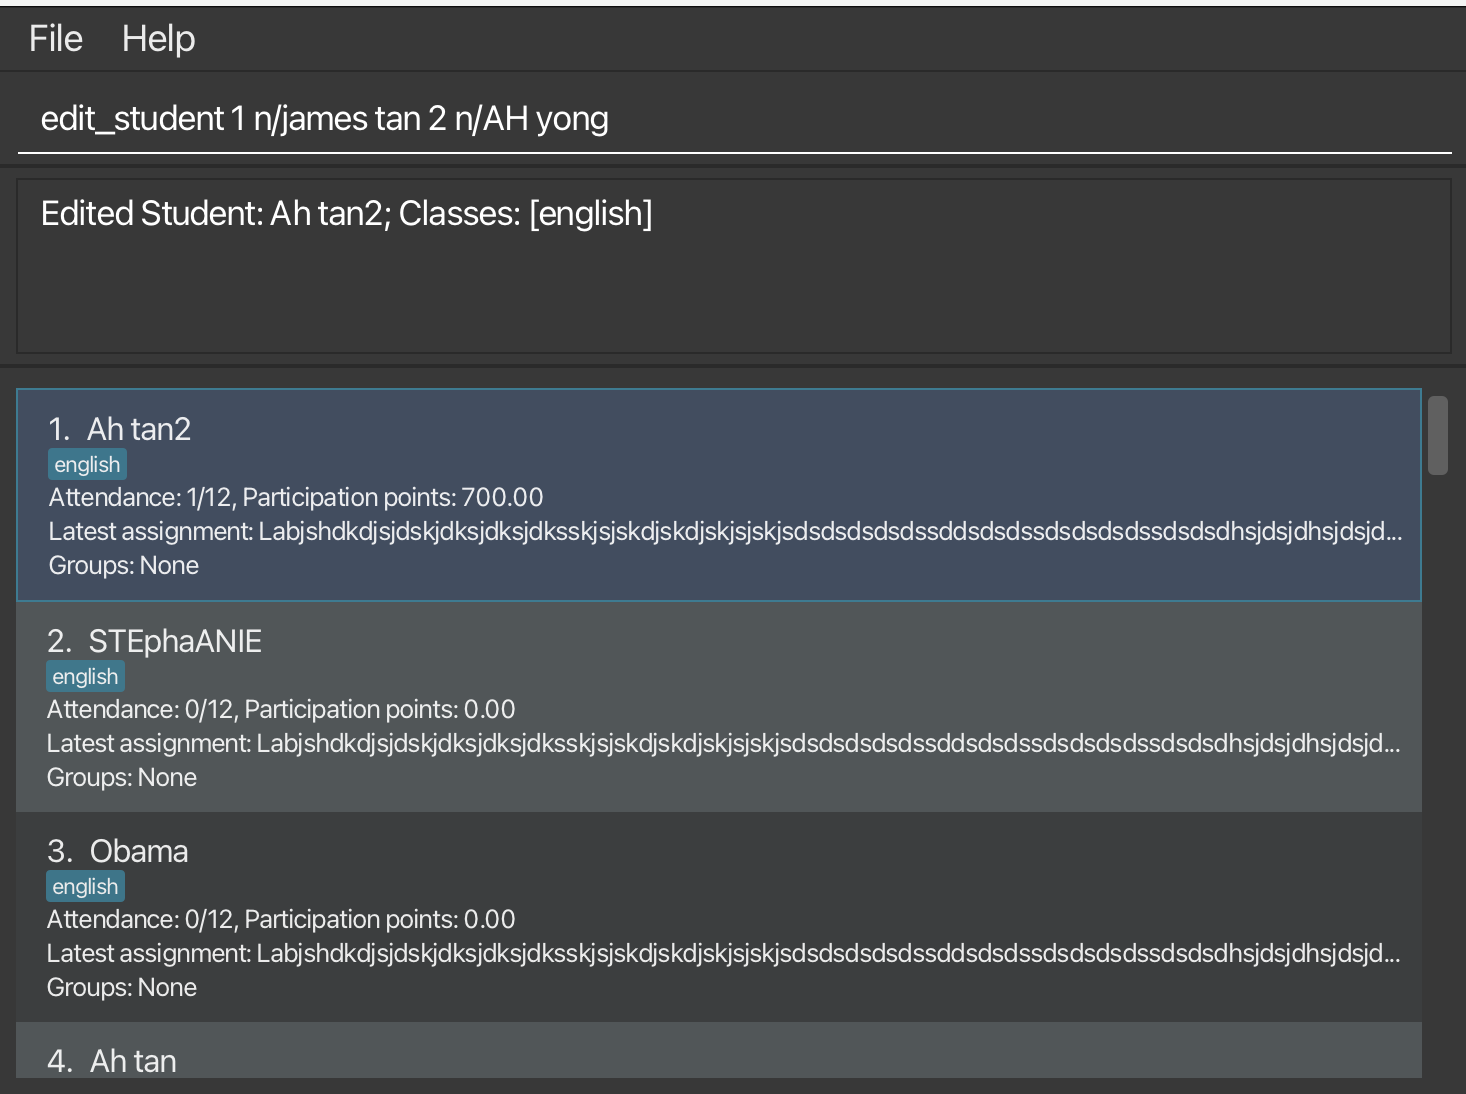 File Help
edit_student 1 n/james tan 2 n/AH yong
Edited Student: Ah tan2; Classes: [english]
1. Ah tan2
english
Attendance: 1/12, Participation points: 700.00
Latest assignment: Labjshdkdjsjdskjdksjdksjdksskjsjskdjskdjskjsjskjsdsdsdsdsdssddsdsdssdsdsdsdssdsdsdhsjdsjdhsjdsjd...
Groups: None
2. STEphaANIE
english
Attendance: 0/12, Participation points: 0.00
Latest assignment: Labjshdkdjsjdskjdksjdksjdksskjsjskdjskdjskjsjskjsdsdsdsdsdssddsdsdssdsdsdsdssdsdsdhsjdsjdhsjdsjd...
Groups: None
3. Obama
english
Attendance: 0/12, Participation points: 0.00
Latest assignment: Labjshdkdjsjdskjdksjdksjdksskjsjskdjskdjskjsjskjsdsdsdsdsdssddsdsdssdsdsdsdssdsdsdhsjdsjdhsjdsjd...
Groups: None
4. Ah tan